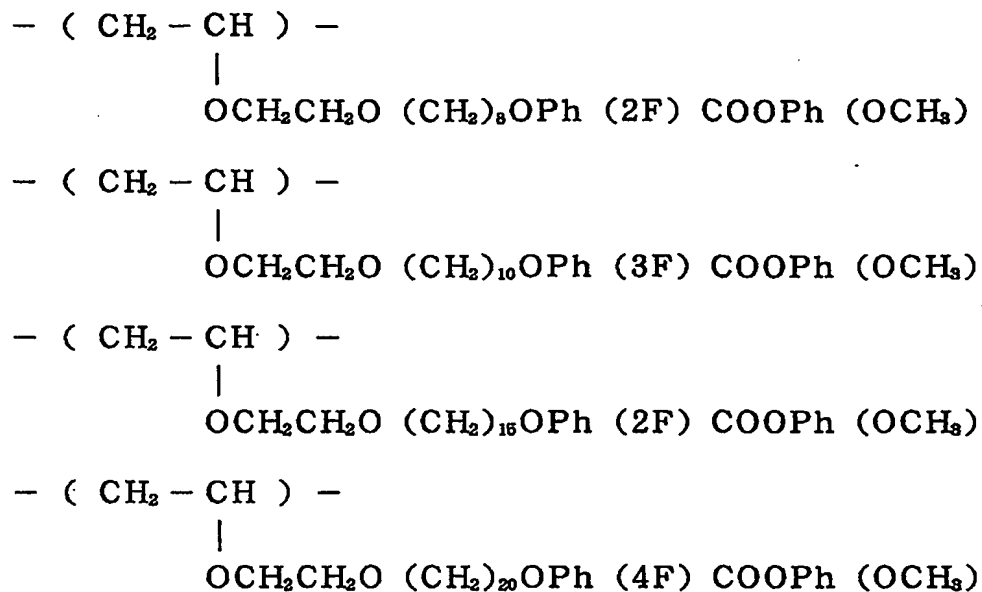 − ( CH₂ − CH ) −
|
OCH₂CH₂O (CH₂)₈OPh (2F) COOPh (OCH₃)
− ( CH₂ − CH ) −
|
OCH₂CH₂O (CH₂)₁₀OPh (3F) COOPh (OCH₃)
− ( CH₂ − CH ) −
|
OCH₂CH₂O (CH₂)₁₅OPh (2F) COOPh (OCH₃)
− ( CH₂ − CH ) −
|
OCH₂CH₂O (CH₂)₂₀OPh (4F) COOPh (OCH₃)